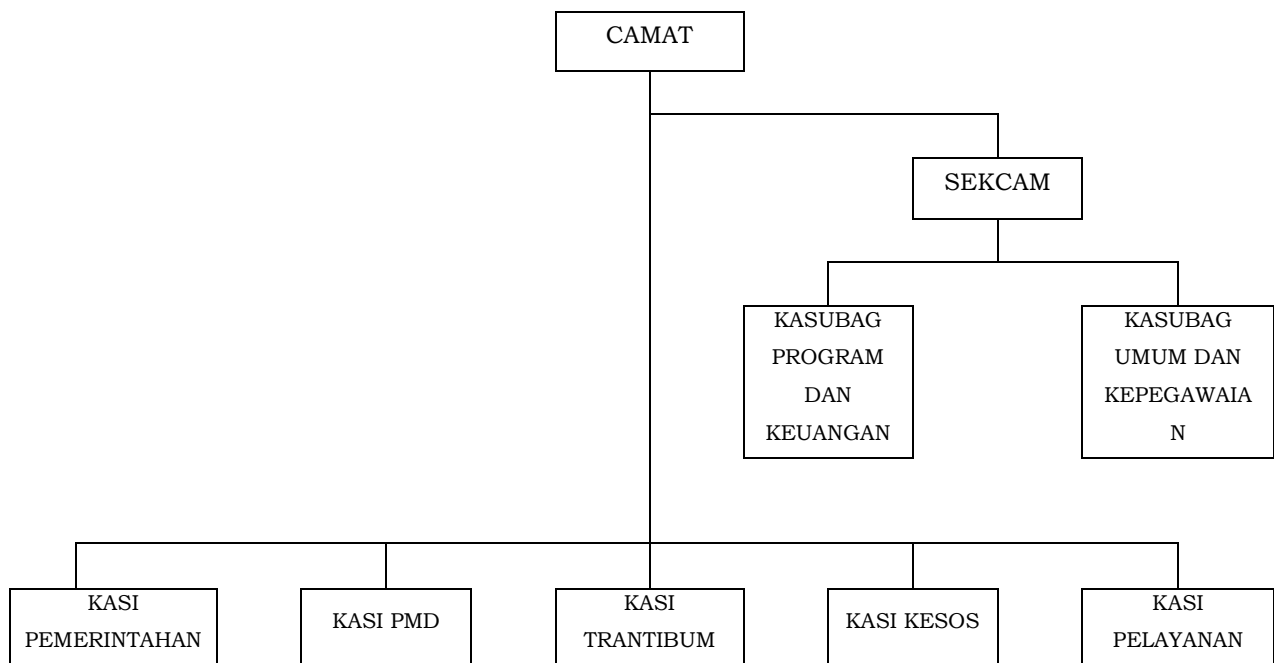 CAMAT
SEKCAM
KASUBAG
PROGRAM
DAN
KEUANGAN
KASUBAG
UMUM DAN
KEPEGAWAIA
N
KASI
PEMERINTAHAN
KASI PMD
KASI
TRANTIBUM
KASI KESOS
KASI
PELAYANAN